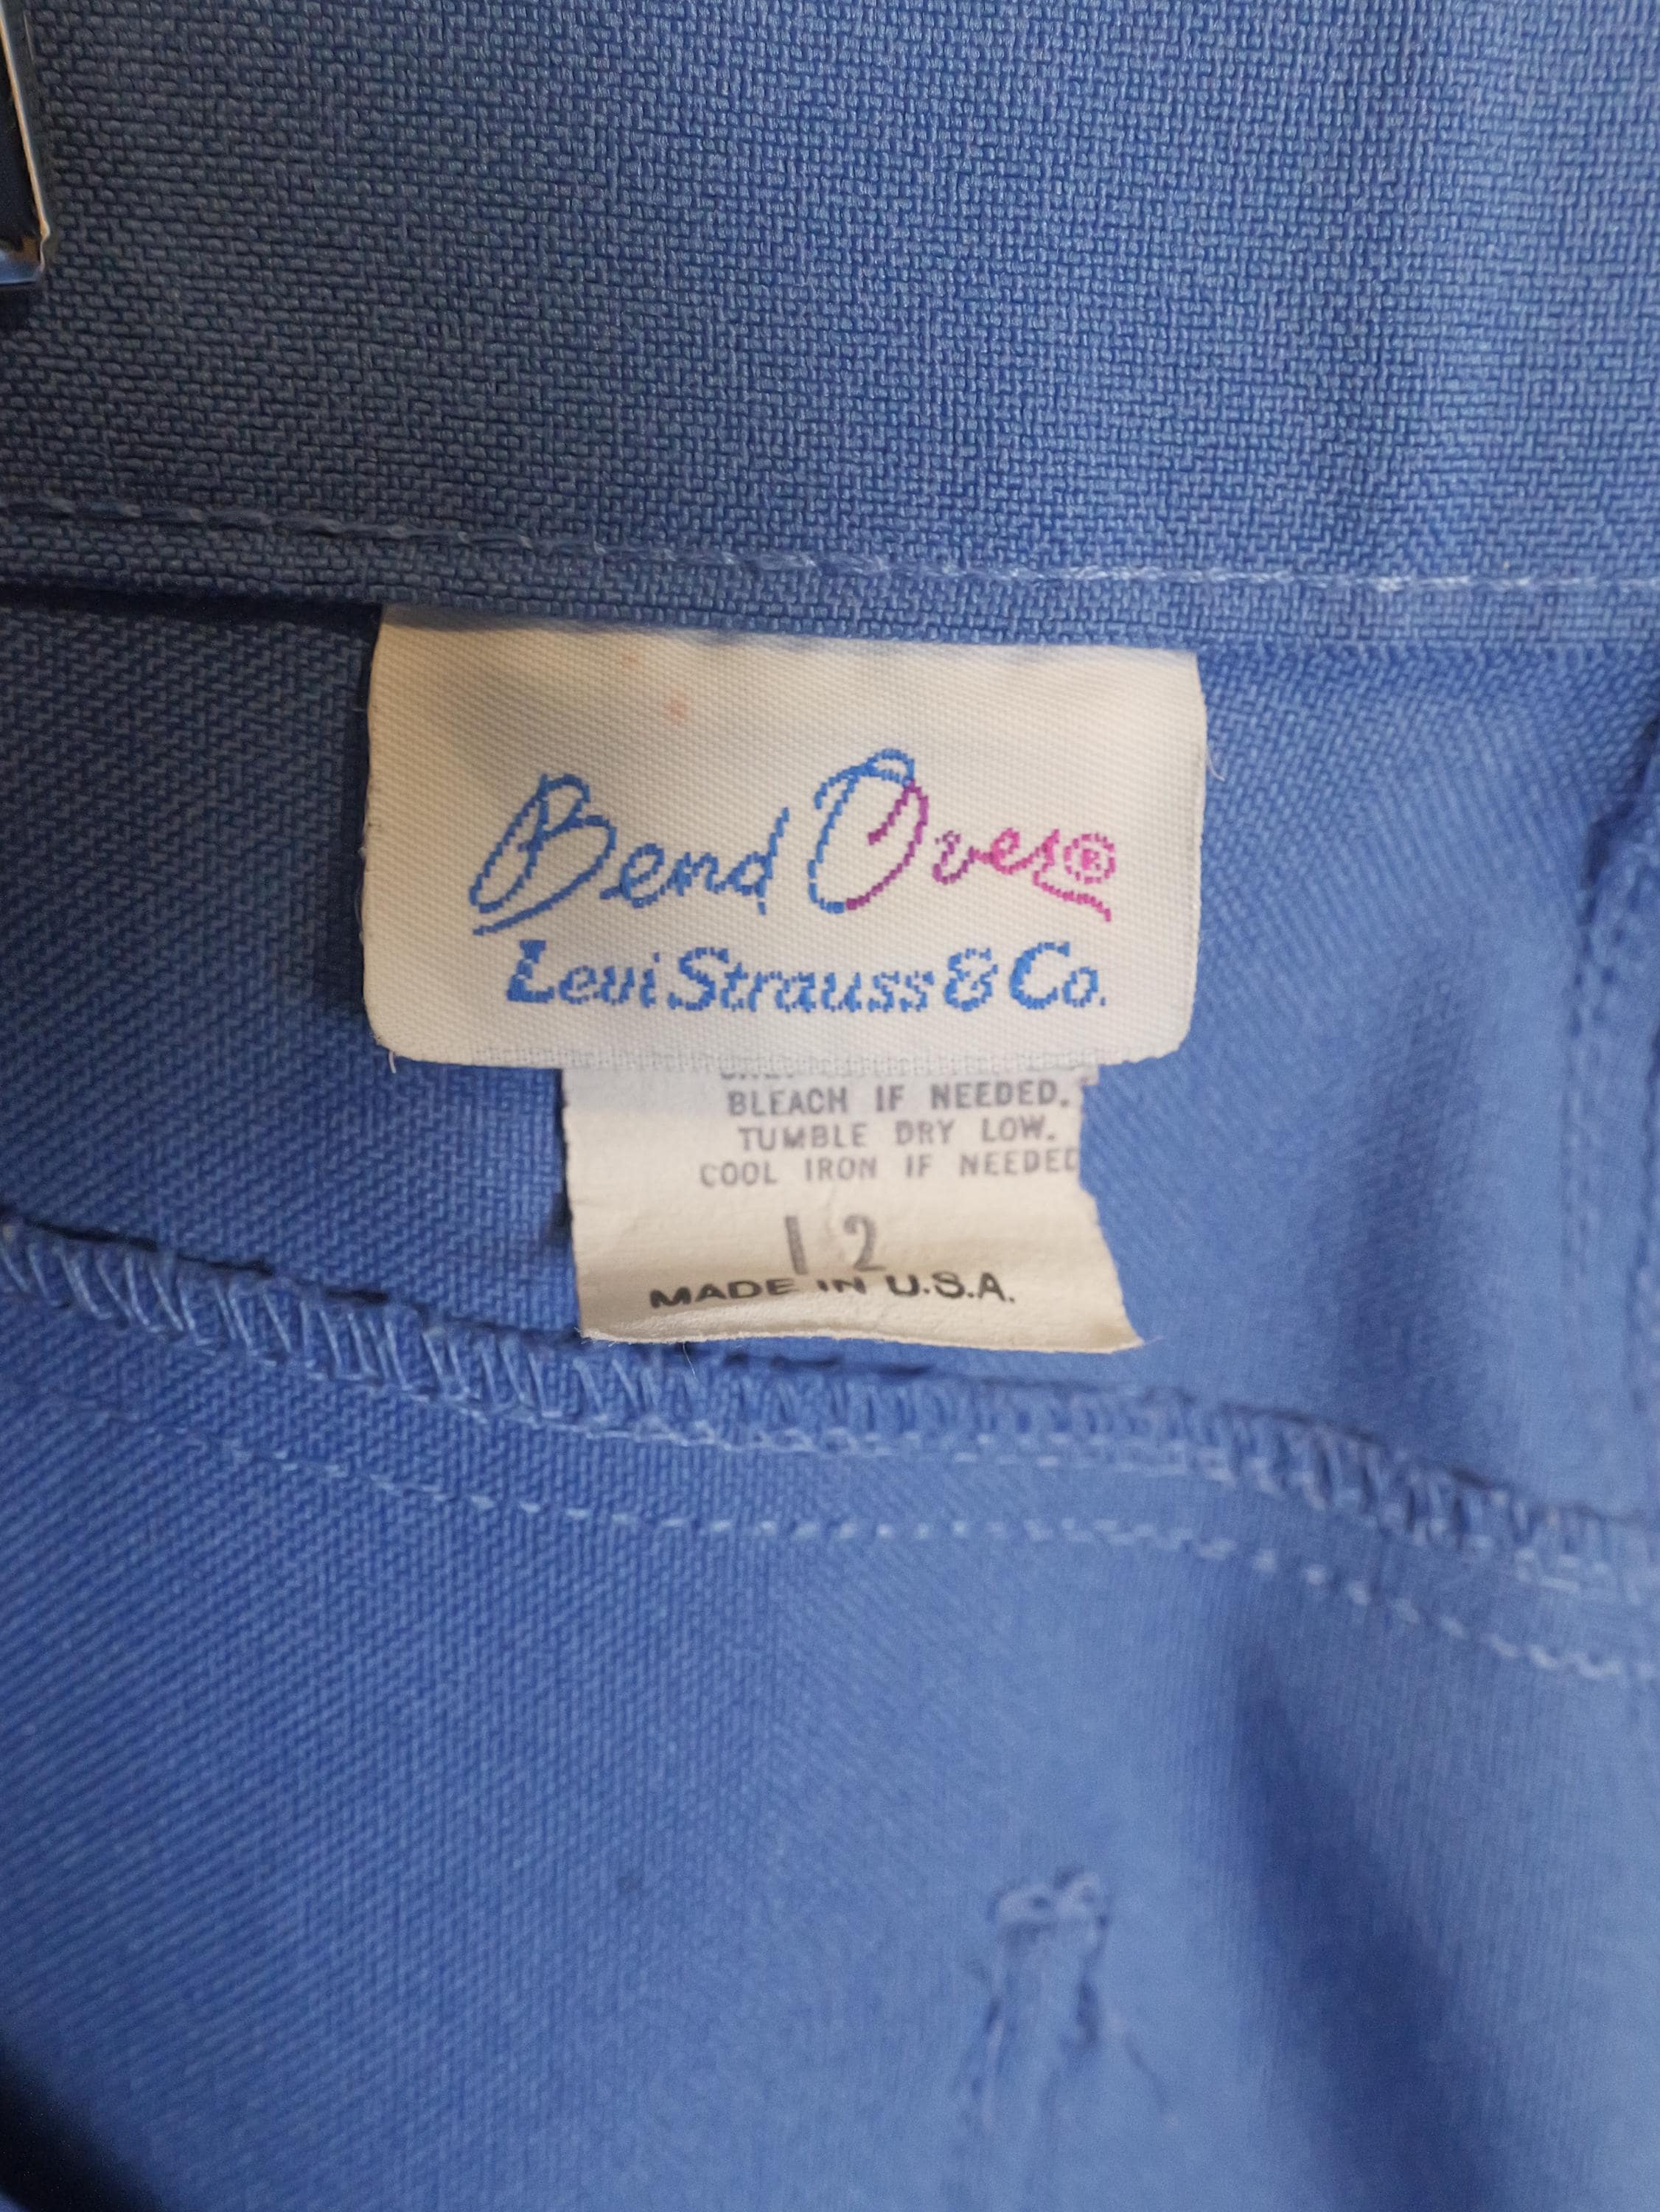 Bend Over®
Levi Strauss & Co.
BLEACH IF NEEDED.
TUMBLE DRY LOW.
COOL IRON IF NEEDED
12
MADE IN U.S.A.